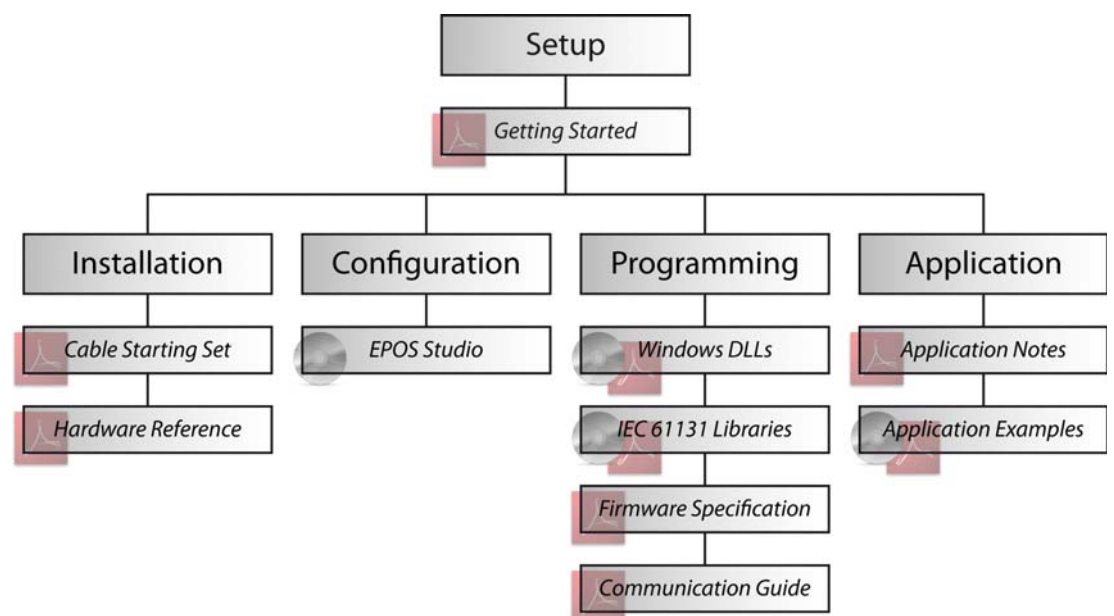 Setup
Getting Started
Installation
Configuration
Programming
Application
Cable Starting Set
EPOS Studio
Windows DLLs
Application Notes
Hardware Reference
IEC 61131 Libraries
Application Examples
Firmware Specification
Communication Guide